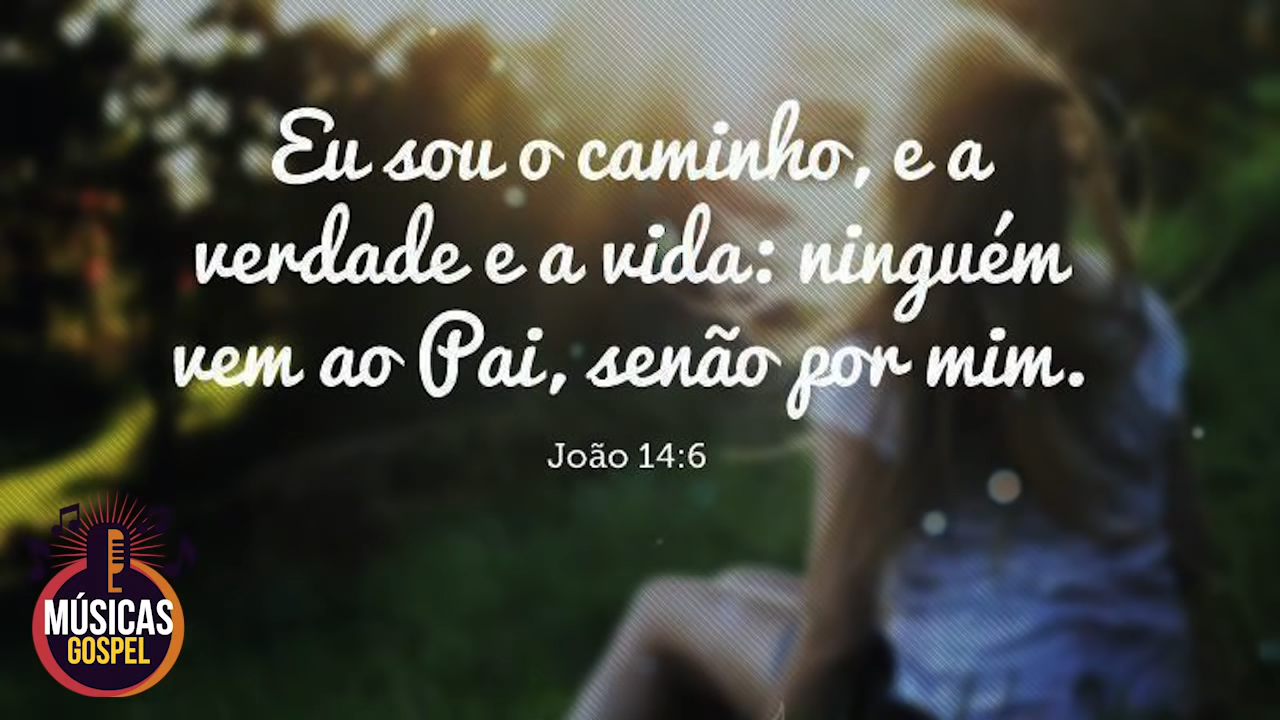 Eu sou o caminho, e a
verdade e a vida: ninguém
vem ao Pai, senão por mim.
João 14:6
MÚSICAS
GOSPEL